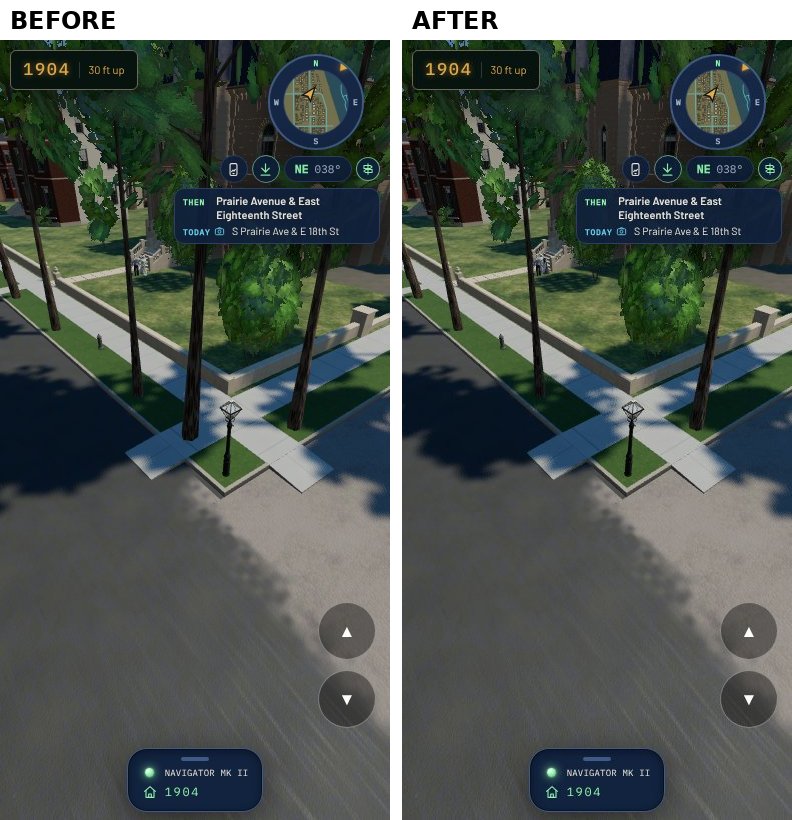 BEFORE
1904 30 ft up
N
W E
S
NE 038°
THEN Prairie Avenue & East
Eighteenth Street
TODAY S Prairie Ave & E 18th St
NAVIGATOR MK II
1904
AFTER
1904 30 ft up
N
W E
S
NE 038°
THEN Prairie Avenue & East
Eighteenth Street
TODAY S Prairie Ave & E 18th St
NAVIGATOR MK II
1904